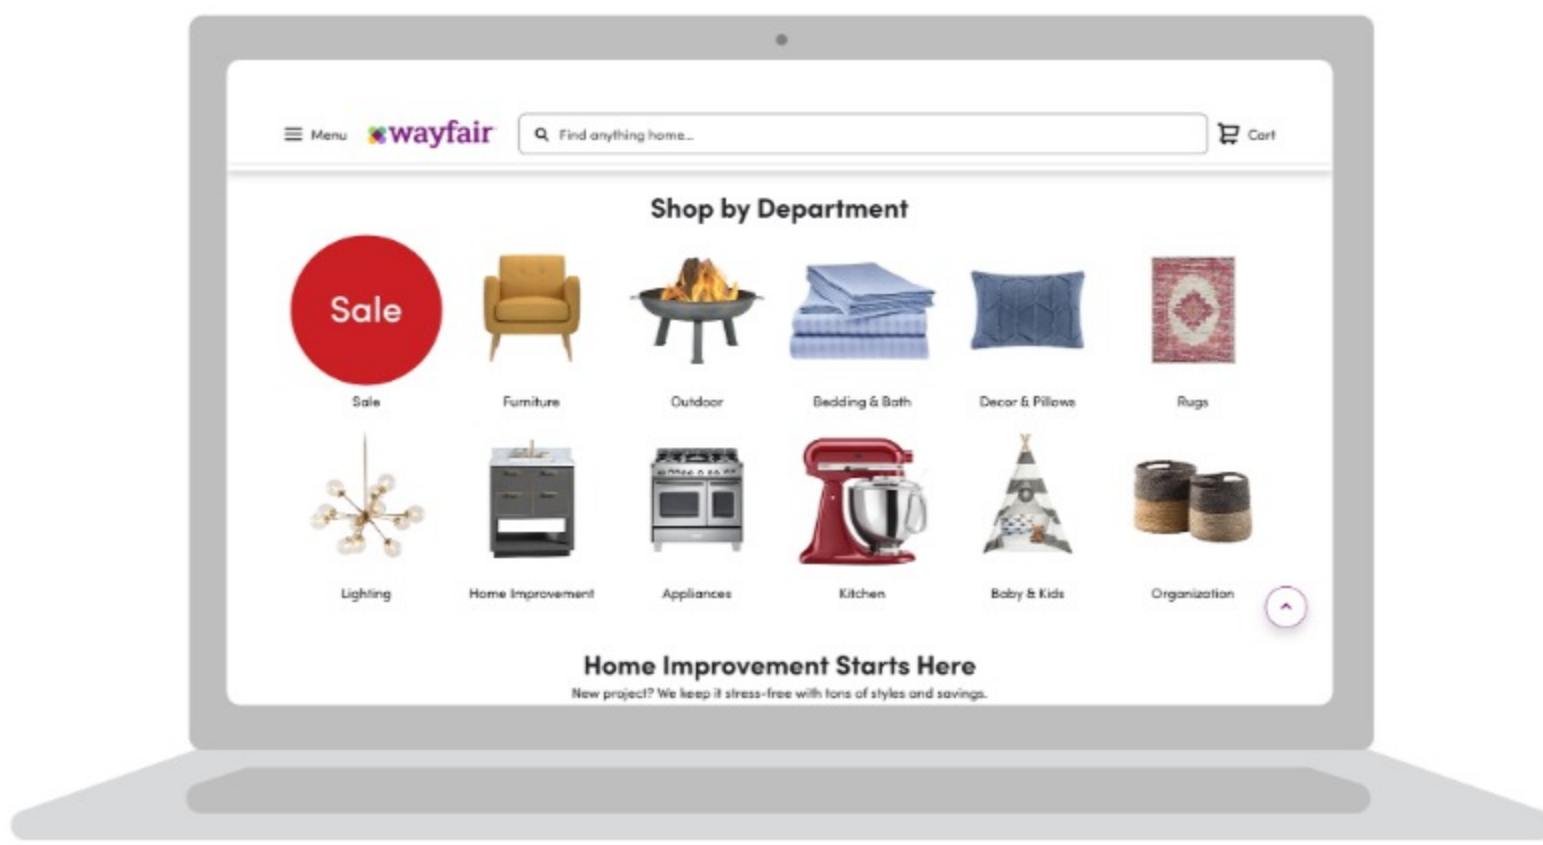 Menu
wayfair
Find anything home...
Cart
Shop by Department
Sale
Sale
Furniture
Outdoor
Bedding & Bath
Decor & Pillows
Rugs
Lighting
Home Improvement
Appliances
Kitchen
Baby & Kids
Organization
Home Improvement Starts Here
New project? We keep it stress-free with tons of styles and savings.